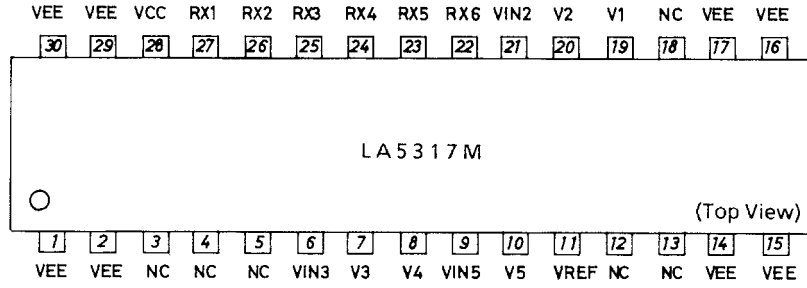 VEE VEE VCC RX1 RX2 RX3 RX4 RX5 RX6 VIN2 V2 V1 NC VEE VEE
30 29 28 27 26 25 24 23 22 21 20 19 18 17 16
LA5317M
(Top View)
1 2 3 4 5 6 7 8 9 10 11 12 13 14 15
VEE VEE NC NC NC VIN3 V3 V4 VIN5 V5 VREF NC NC VEE VEE